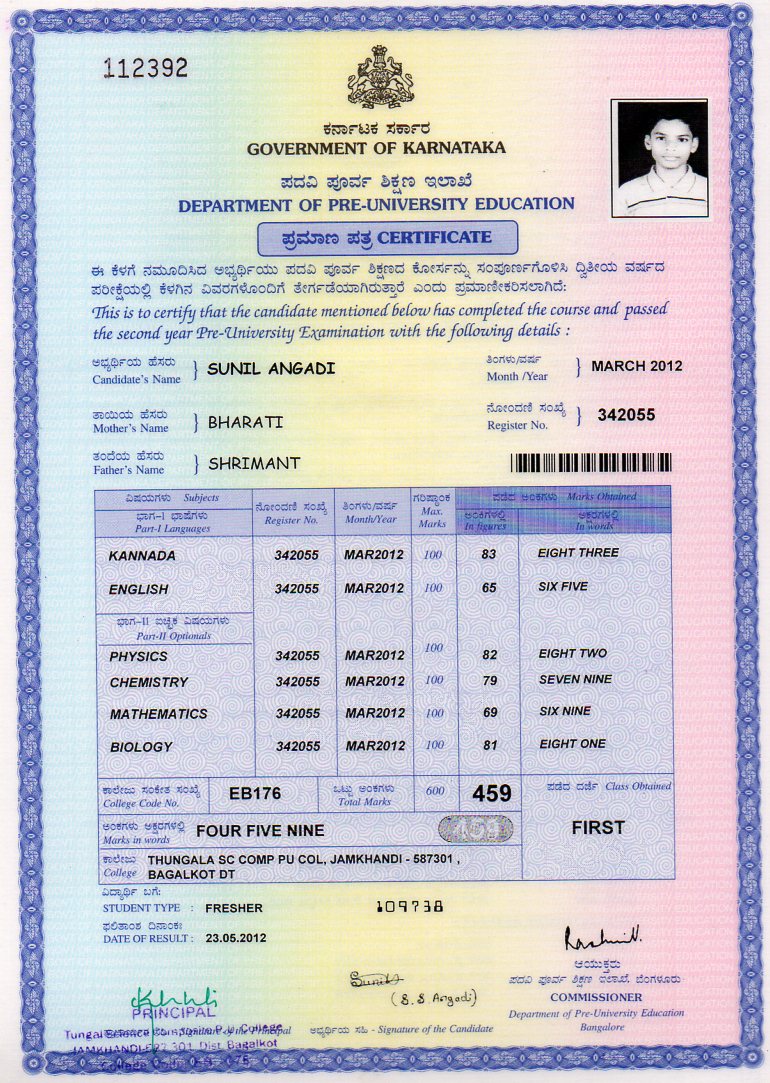 112392
ಕರ್ನಾಟಕ ಸರ್ಕಾರ
GOVERNMENT OF KARNATAKA
ಪದವಿ ಪೂರ್ವ ಶಿಕ್ಷಣ ಇಲಾಖೆ
DEPARTMENT OF PRE-UNIVERSITY EDUCATION
ಪ್ರಮಾಣ ಪತ್ರ CERTIFICATE
ಈ ಕೆಳಗೆ ನಮೂದಿಸಿದ ಅಭ್ಯರ್ಥಿಯು ಪದವಿ ಪೂರ್ವ ಶಿಕ್ಷಣದ ಕೋರ್ಸನ್ನು ಸಂಪೂರ್ಣಗೊಳಿಸಿ ದ್ವಿತೀಯ ವರ್ಷದ
ಪರೀಕ್ಷೆಯಲ್ಲಿ ಕೆಳಗಿನ ವಿವರಗಳೊಂದಿಗೆ ತೇರ್ಗಡೆಯಾಗಿರುತ್ತಾರೆ ಎಂದು ಪ್ರಮಾಣೀಕರಿಸಲಾಗಿದೆ:
This is to certify that the candidate mentioned below has completed the course and passed
the second year Pre-University Examination with the following details :
ಅಭ್ಯರ್ಥಿಯ ಹೆಸರು
Candidate's Name } SUNIL ANGADI
ತಿಂಗಳು/ವರ್ಷ
Month /Year } MARCH 2012
ತಾಯಿಯ ಹೆಸರು
Mother's Name } BHARATI
ನೋಂದಣಿ ಸಂಖ್ಯೆ
Register No. } 342055
ತಂದೆಯ ಹೆಸರು
Father's Name } SHRIMANT
ವಿಷಯಗಳು Subjects
ಭಾಗ-I ಭಾಷೆಗಳು
Part-I Languages
ನೋಂದಣಿ ಸಂಖ್ಯೆ
Register No.
ತಿಂಗಳು/ವರ್ಷ
Month/Year
ಗರಿಷ್ಠಾಂಕ
Max.
Marks
ಪಡೆದ ಅಂಕಗಳು Marks Obtained
ಅಂಕಿಗಳಲ್ಲಿ
In figures
ಅಕ್ಷರಗಳಲ್ಲಿ
In words
KANNADA 342055 MAR2012 100 83 EIGHT THREE
ENGLISH 342055 MAR2012 100 65 SIX FIVE
ಭಾಗ-II ಐಚ್ಛಿಕ ವಿಷಯಗಳು
Part-II Optionals
PHYSICS 342055 MAR2012 100 82 EIGHT TWO
CHEMISTRY 342055 MAR2012 100 79 SEVEN NINE
MATHEMATICS 342055 MAR2012 100 69 SIX NINE
BIOLOGY 342055 MAR2012 100 81 EIGHT ONE
ಕಾಲೇಜು ಸಂಕೇತ ಸಂಖ್ಯೆ
College Code No. EB176
ಒಟ್ಟು ಅಂಕಗಳು
Total Marks 600 459
ಪಡೆದ ದರ್ಜೆ Class Obtained
FIRST
ಅಂಕಗಳು ಅಕ್ಷರಗಳಲ್ಲಿ
Marks in words FOUR FIVE NINE 459
ಕಾಲೇಜು
College
THUNGALA SC COMP PU COL, JAMKHANDI - 587301 ,
BAGALKOT DT
ವಿದ್ಯಾರ್ಥಿ ಬಗೆ:
STUDENT TYPE : FRESHER
109738
ಫಲಿತಾಂಶ ದಿನಾಂಕ:
DATE OF RESULT : 23.05.2012
ಆಯುಕ್ತರು
ಪದವಿ ಪೂರ್ವ ಶಿಕ್ಷಣ ಇಲಾಖೆ, ಬೆಂಗಳೂರು
COMMISSIONER
Department of Pre-University Education
Bangalore
Sunil
(S. S Angadi)
ಅಭ್ಯರ್ಥಿಯ ಸಹಿ - Signature of the Candidate
PRINCIPAL
Signature of the Principal